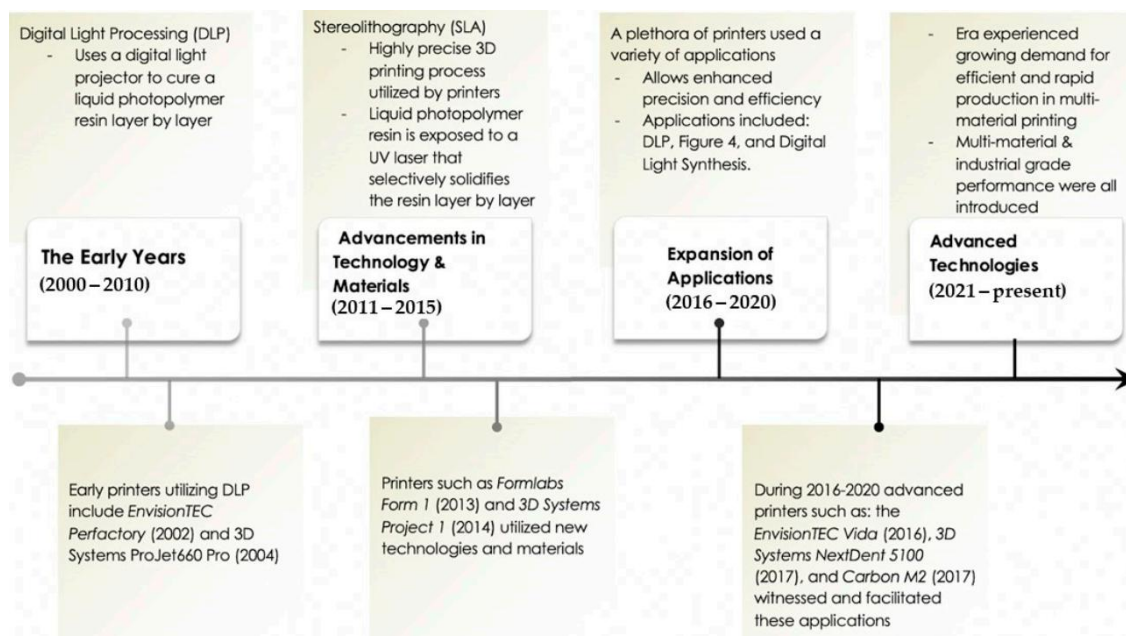 Digital Light Processing (DLP)
- Uses a digital light
projector to cure a
liquid photopolymer
resin layer by layer
The Early Years
(2000 – 2010)
Early printers utilizing DLP
include EnvisionTEC
Perfactory (2002) and 3D
Systems ProJet660 Pro (2004)
Stereolithography (SLA)
- Highly precise 3D
printing process
utilized by printers
- Liquid photopolymer
resin is exposed to a
UV laser that
selectively solidifies
the resin layer by layer
Advancements in
Technology &
Materials
(2011 – 2015)
Printers such as Formlabs
Form 1 (2013) and 3D Systems
Project 1 (2014) utilized new
technologies and materials
A plethora of printers used a
variety of applications
- Allows enhanced
precision and efficiency
- Applications included:
DLP, Figure 4, and Digital
Light Synthesis.
Expansion of
Applications
(2016 – 2020)
During 2016-2020 advanced
printers such as: the
EnvisionTEC Vida (2016), 3D
Systems NextDent 5100
(2017), and Carbon M2 (2017)
witnessed and facilitated
these applications
- Era experienced
growing demand for
efficient and rapid
production in multi-
material printing
- Multi-material &
industrial grade
performance were all
introduced
Advanced
Technologies
(2021 – present)